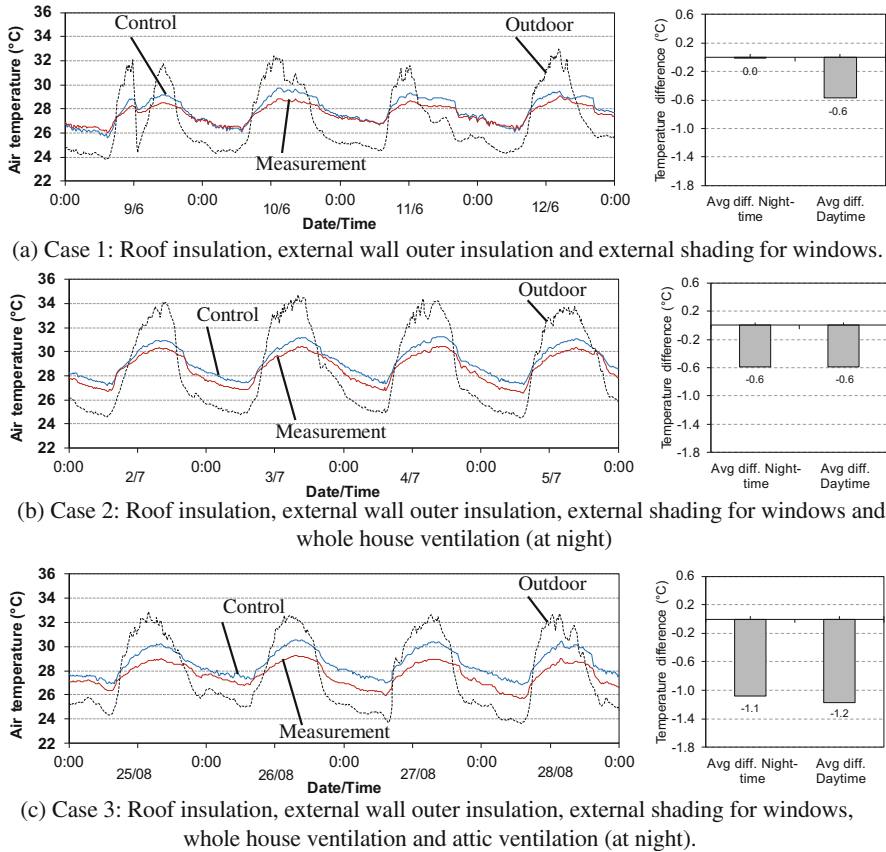 Control
Outdoor
Measurement
Air temperature (°C)
36
34
32
30
28
26
24
22
0:00
0:00
0:00
0:00
0:00
9/6
10/6
11/6
12/6
Date/Time
Temperature difference (°C)
0.6
0.2
-0.2
-0.6
-1.0
-1.4
-1.8
0.0
-0.6
Avg diff. Night-
time
Avg diff.
Daytime
(a) Case 1: Roof insulation, external wall outer insulation and external shading for windows.
Control
Outdoor
Measurement
Air temperature (°C)
36
34
32
30
28
26
24
22
0:00
0:00
0:00
0:00
0:00
2/7
3/7
4/7
5/7
Date/Time
Temperature difference (°C)
0.6
0.2
-0.2
-0.6
-1.0
-1.4
-1.8
-0.6
-0.6
Avg diff. Night-
time
Avg diff.
Daytime
(b) Case 2: Roof insulation, external wall outer insulation, external shading for windows and
whole house ventilation (at night)
Control
Outdoor
Measurement
Air temperature (°C)
36
34
32
30
28
26
24
22
0:00
0:00
0:00
0:00
0:00
25/08
26/08
27/08
28/08
Date/Time
Temperature difference (°C)
0.6
0.2
-0.2
-0.6
-1.0
-1.4
-1.8
-1.1
-1.2
Avg diff. Night-
time
Avg diff.
Daytime
(c) Case 3: Roof insulation, external wall outer insulation, external shading for windows,
whole house ventilation and attic ventilation (at night).